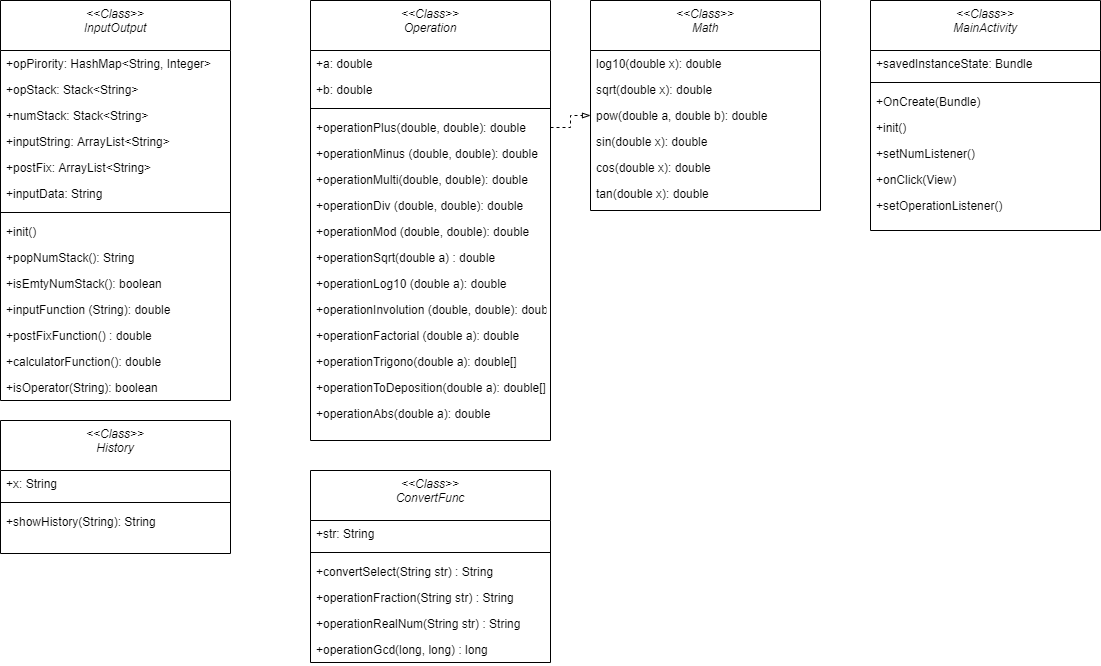 <<Class>>
InputOutput
+opPirority: HashMap<String, Integer>
+opStack: Stack<String>
+numStack: Stack<String>
+inputString: ArrayList<String>
+postFix: ArrayList<String>
+inputData: String
+init()
+popNumStack(): String
+isEmtyNumStack(): boolean
+inputFunction (String): double
+postFixFunction() : double
+calculatorFunction(): double
+isOperator(String): boolean
<<Class>>
History
+x: String
+showHistory(String): String
<<Class>>
Operation
+a: double
+b: double
+operationPlus(double, double): double
+operationMinus (double, double): double
+operationMulti(double, double): double
+operationDiv (double, double): double
+operationMod (double, double): double
+operationSqrt(double a) : double
+operationLog10 (double a): double
+operationInvolution (double, double): doub
+operationFactorial (double a): double
+operationTrigono(double a): double[]
+operationToDeposition(double a): double[]
+operationAbs(double a): double
<<Class>>
ConvertFunc
+str: String
+convertSelect(String str) : String
+operationFraction(String str) : String
+operationRealNum(String str) : String
+operationGcd(long, long) : long
<<Class>>
Math
log10(double x): double
sqrt(double x): double
pow(double a, double b): double
sin(double x): double
cos(double x): double
tan(double x): double
<<Class>>
MainActivity
+savedInstanceState: Bundle
+OnCreate(Bundle)
+init()
+setNumListener()
+onClick(View)
+setOperationListener()